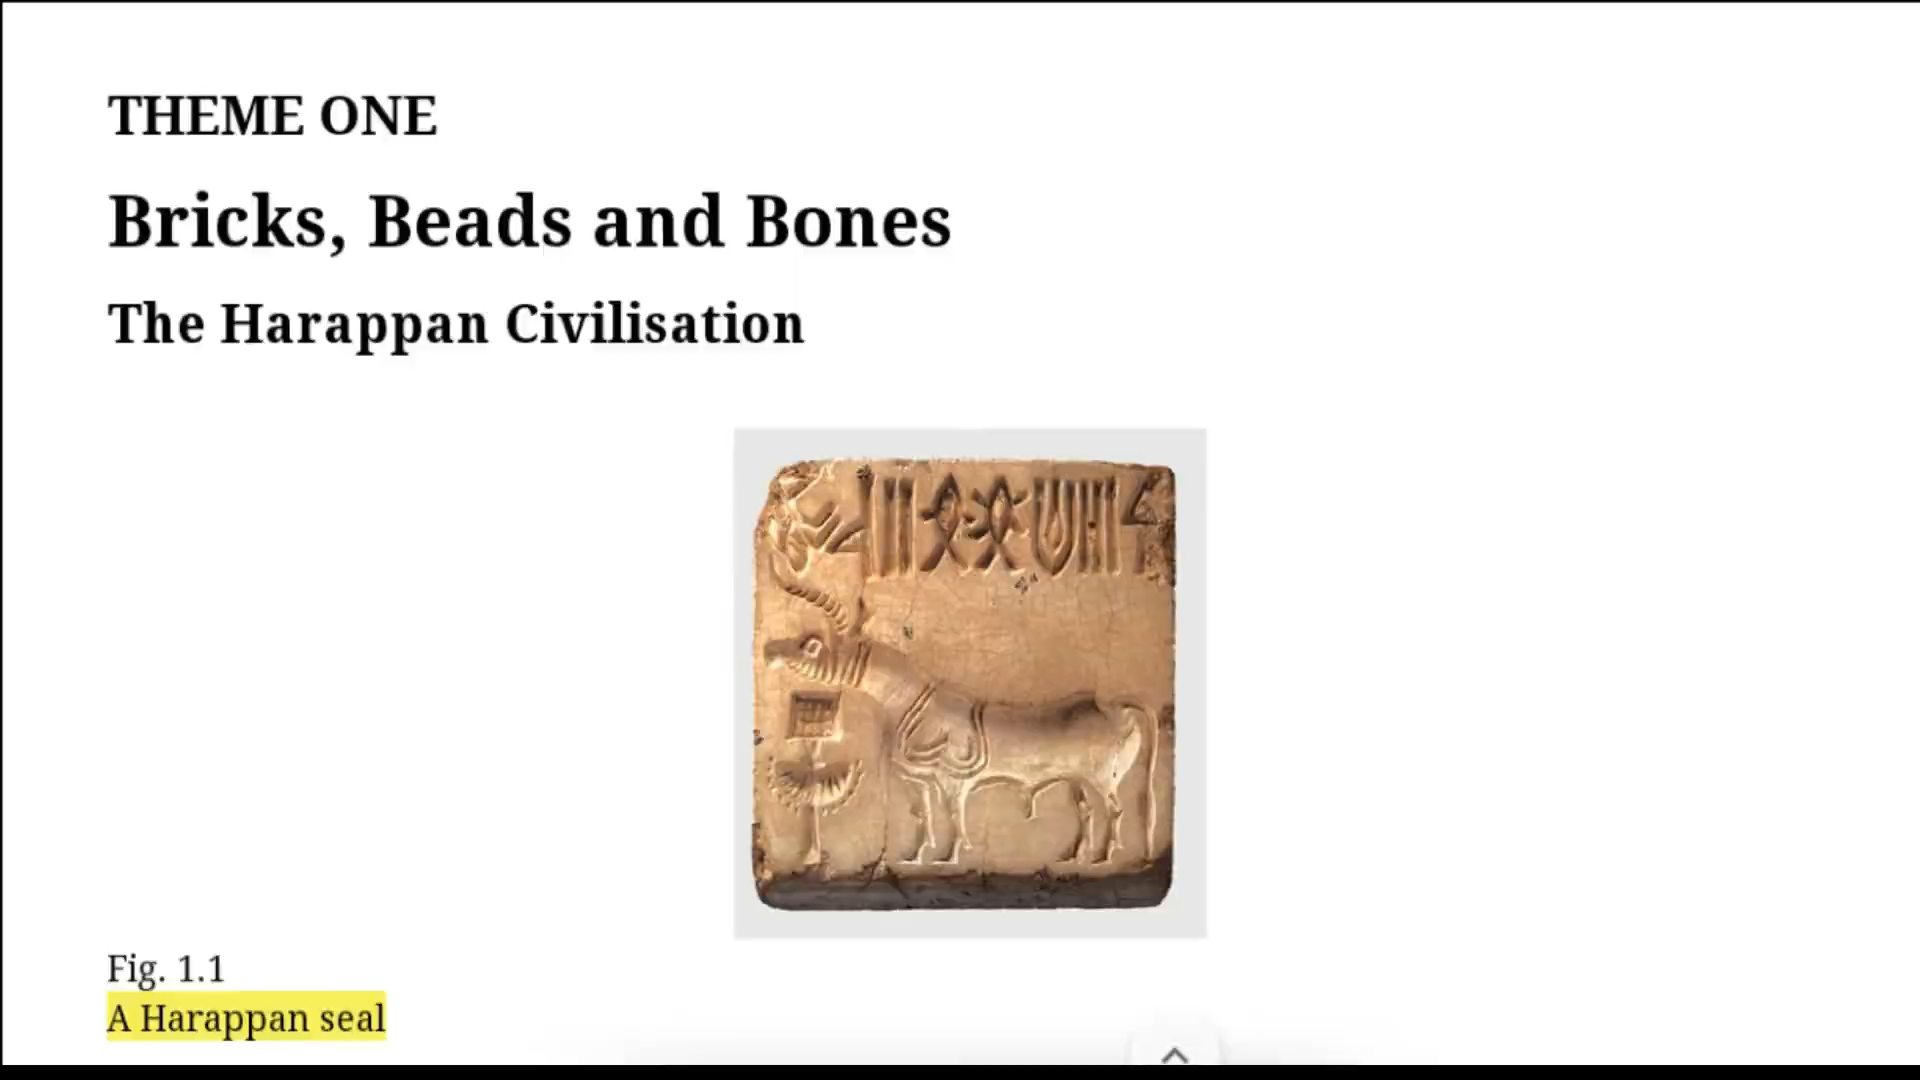 THEME ONE
Bricks, Beads and Bones
The Harappan Civilisation
Fig. 1.1
A Harappan seal